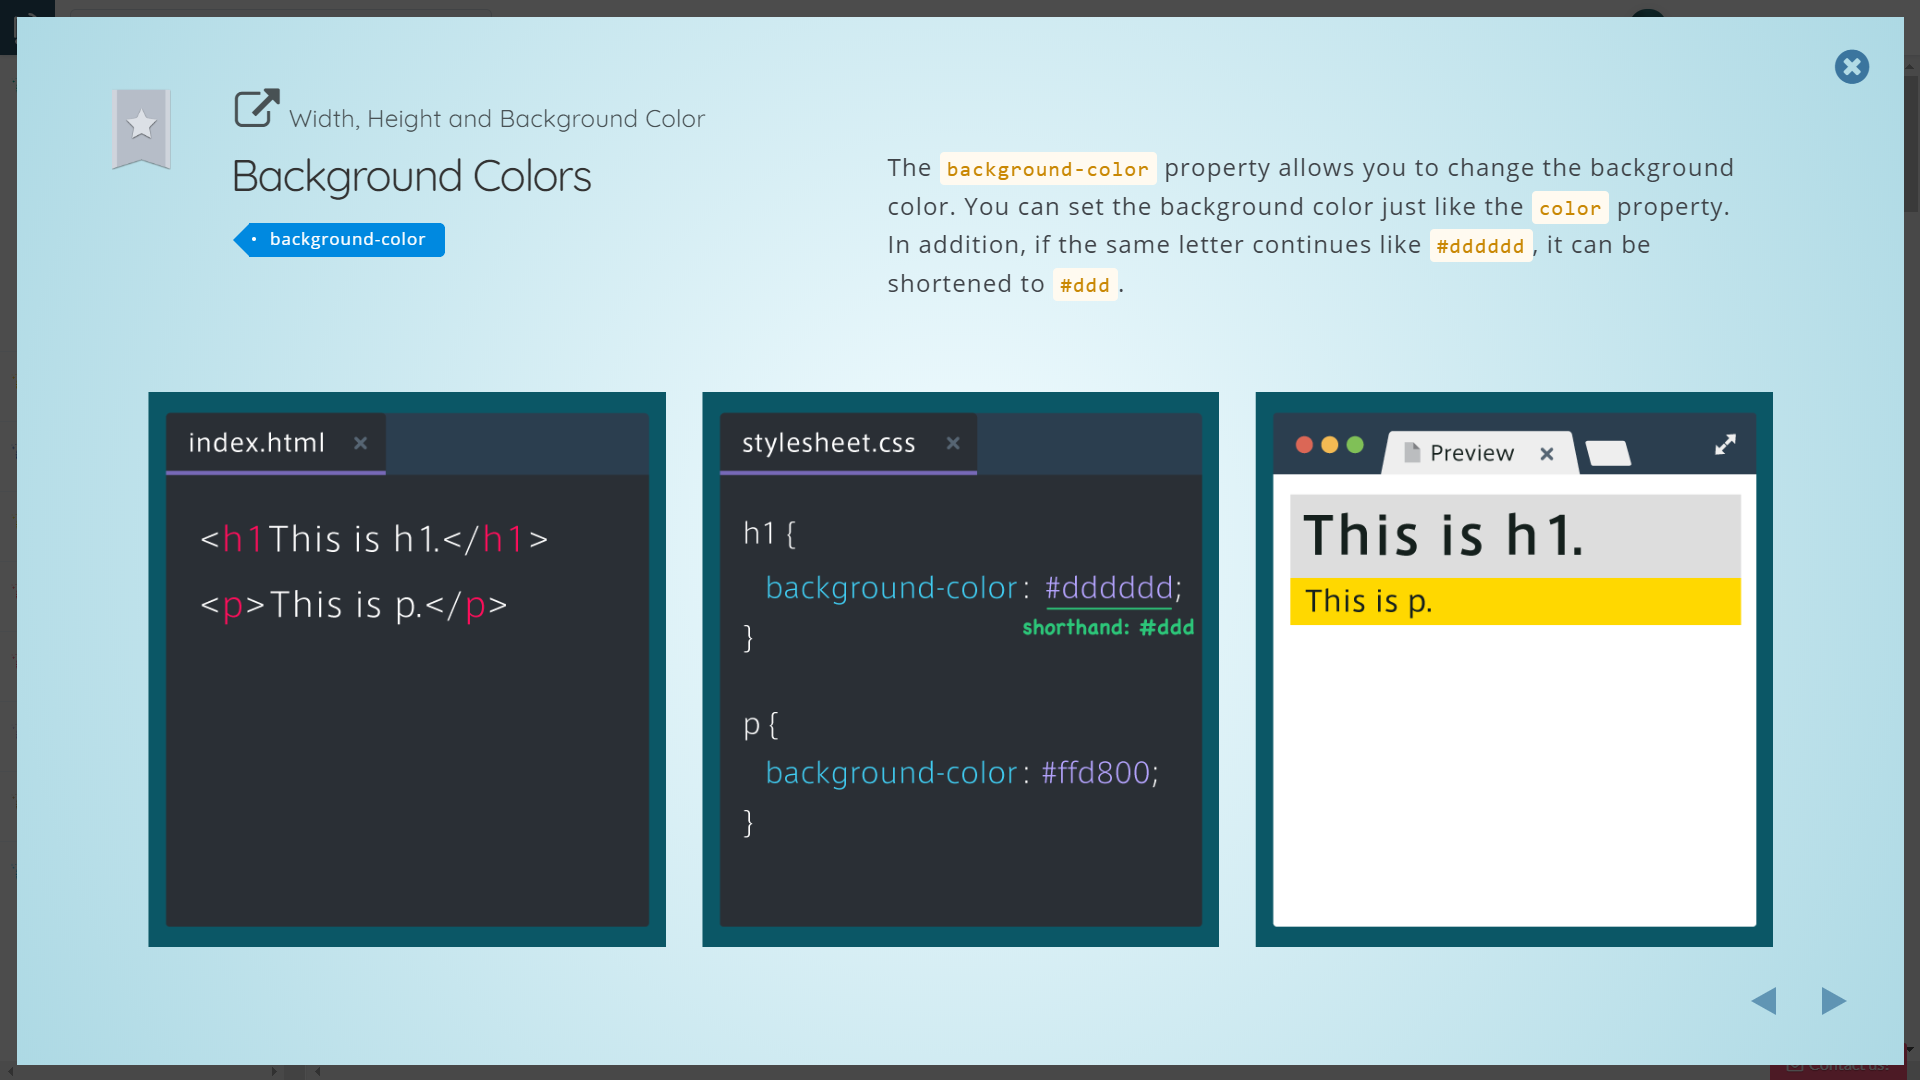 Width, Height and Background Color
Background Colors
• background-color
The background-color property allows you to change the background
color. You can set the background color just like the color property.
In addition, if the same letter continues like #dddddd, it can be
shortened to #ddd.
index.html ×
<h1This is h1.</h1>
<p>This is p.</p>
stylesheet.css ×
h1 {
background-color: #dddddd;
shorthand: #ddd
}
p {
background-color: #ffd800;
}
Preview ×
This is h1.
This is p.
Contact us!